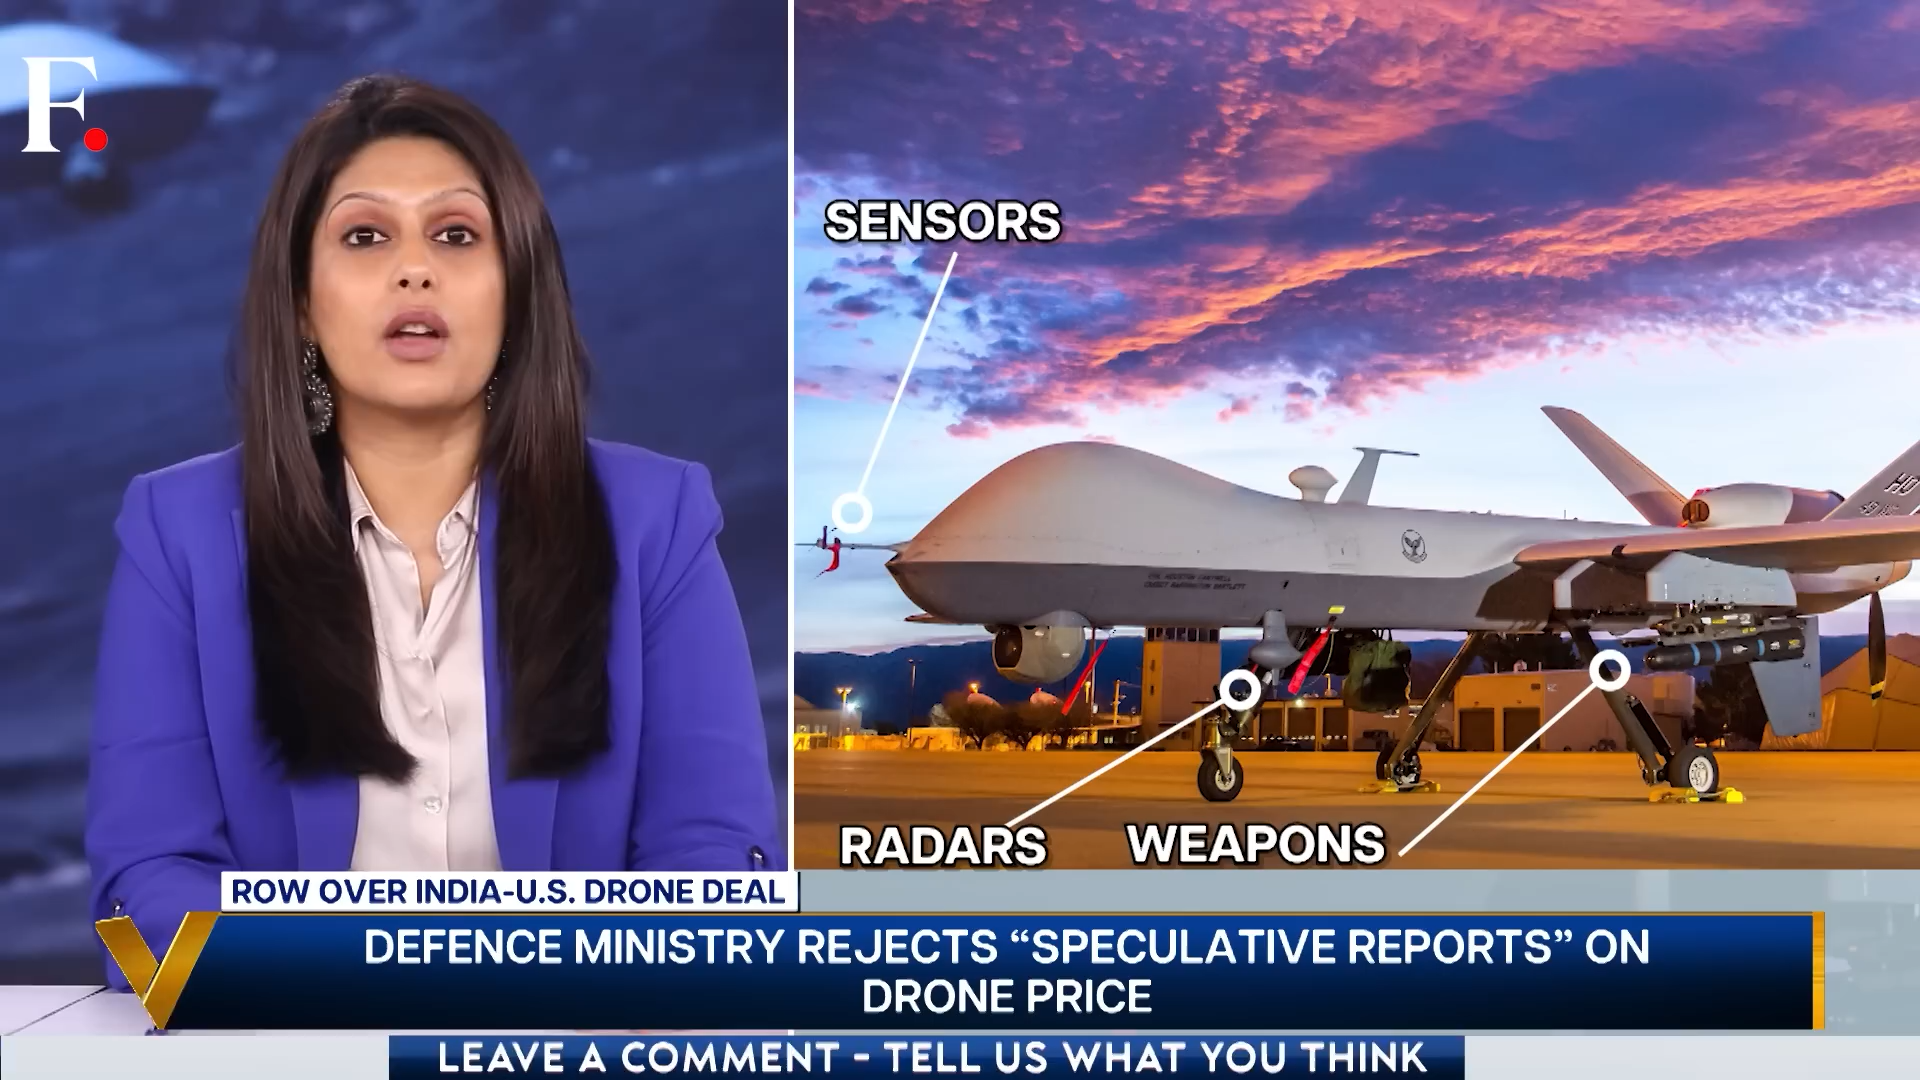 F.
SENSORS
RADARS
WEAPONS
ROW OVER INDIA-U.S. DRONE DEAL
DEFENCE MINISTRY REJECTS “SPECULATIVE REPORTS” ON
DRONE PRICE
LEAVE A COMMENT - TELL US WHAT YOU THINK